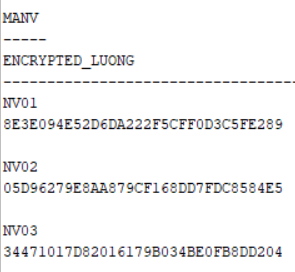 MANV
-----
ENCRYPTED_LUONG
--------------------------------
NV01
8E3E094E52D6DA222F5CFF0D3C5FE289
NV02
05D96279E8AA879CF168DD7FDC8584E5
NV03
34471017D82016179B034BE0FB8DD204